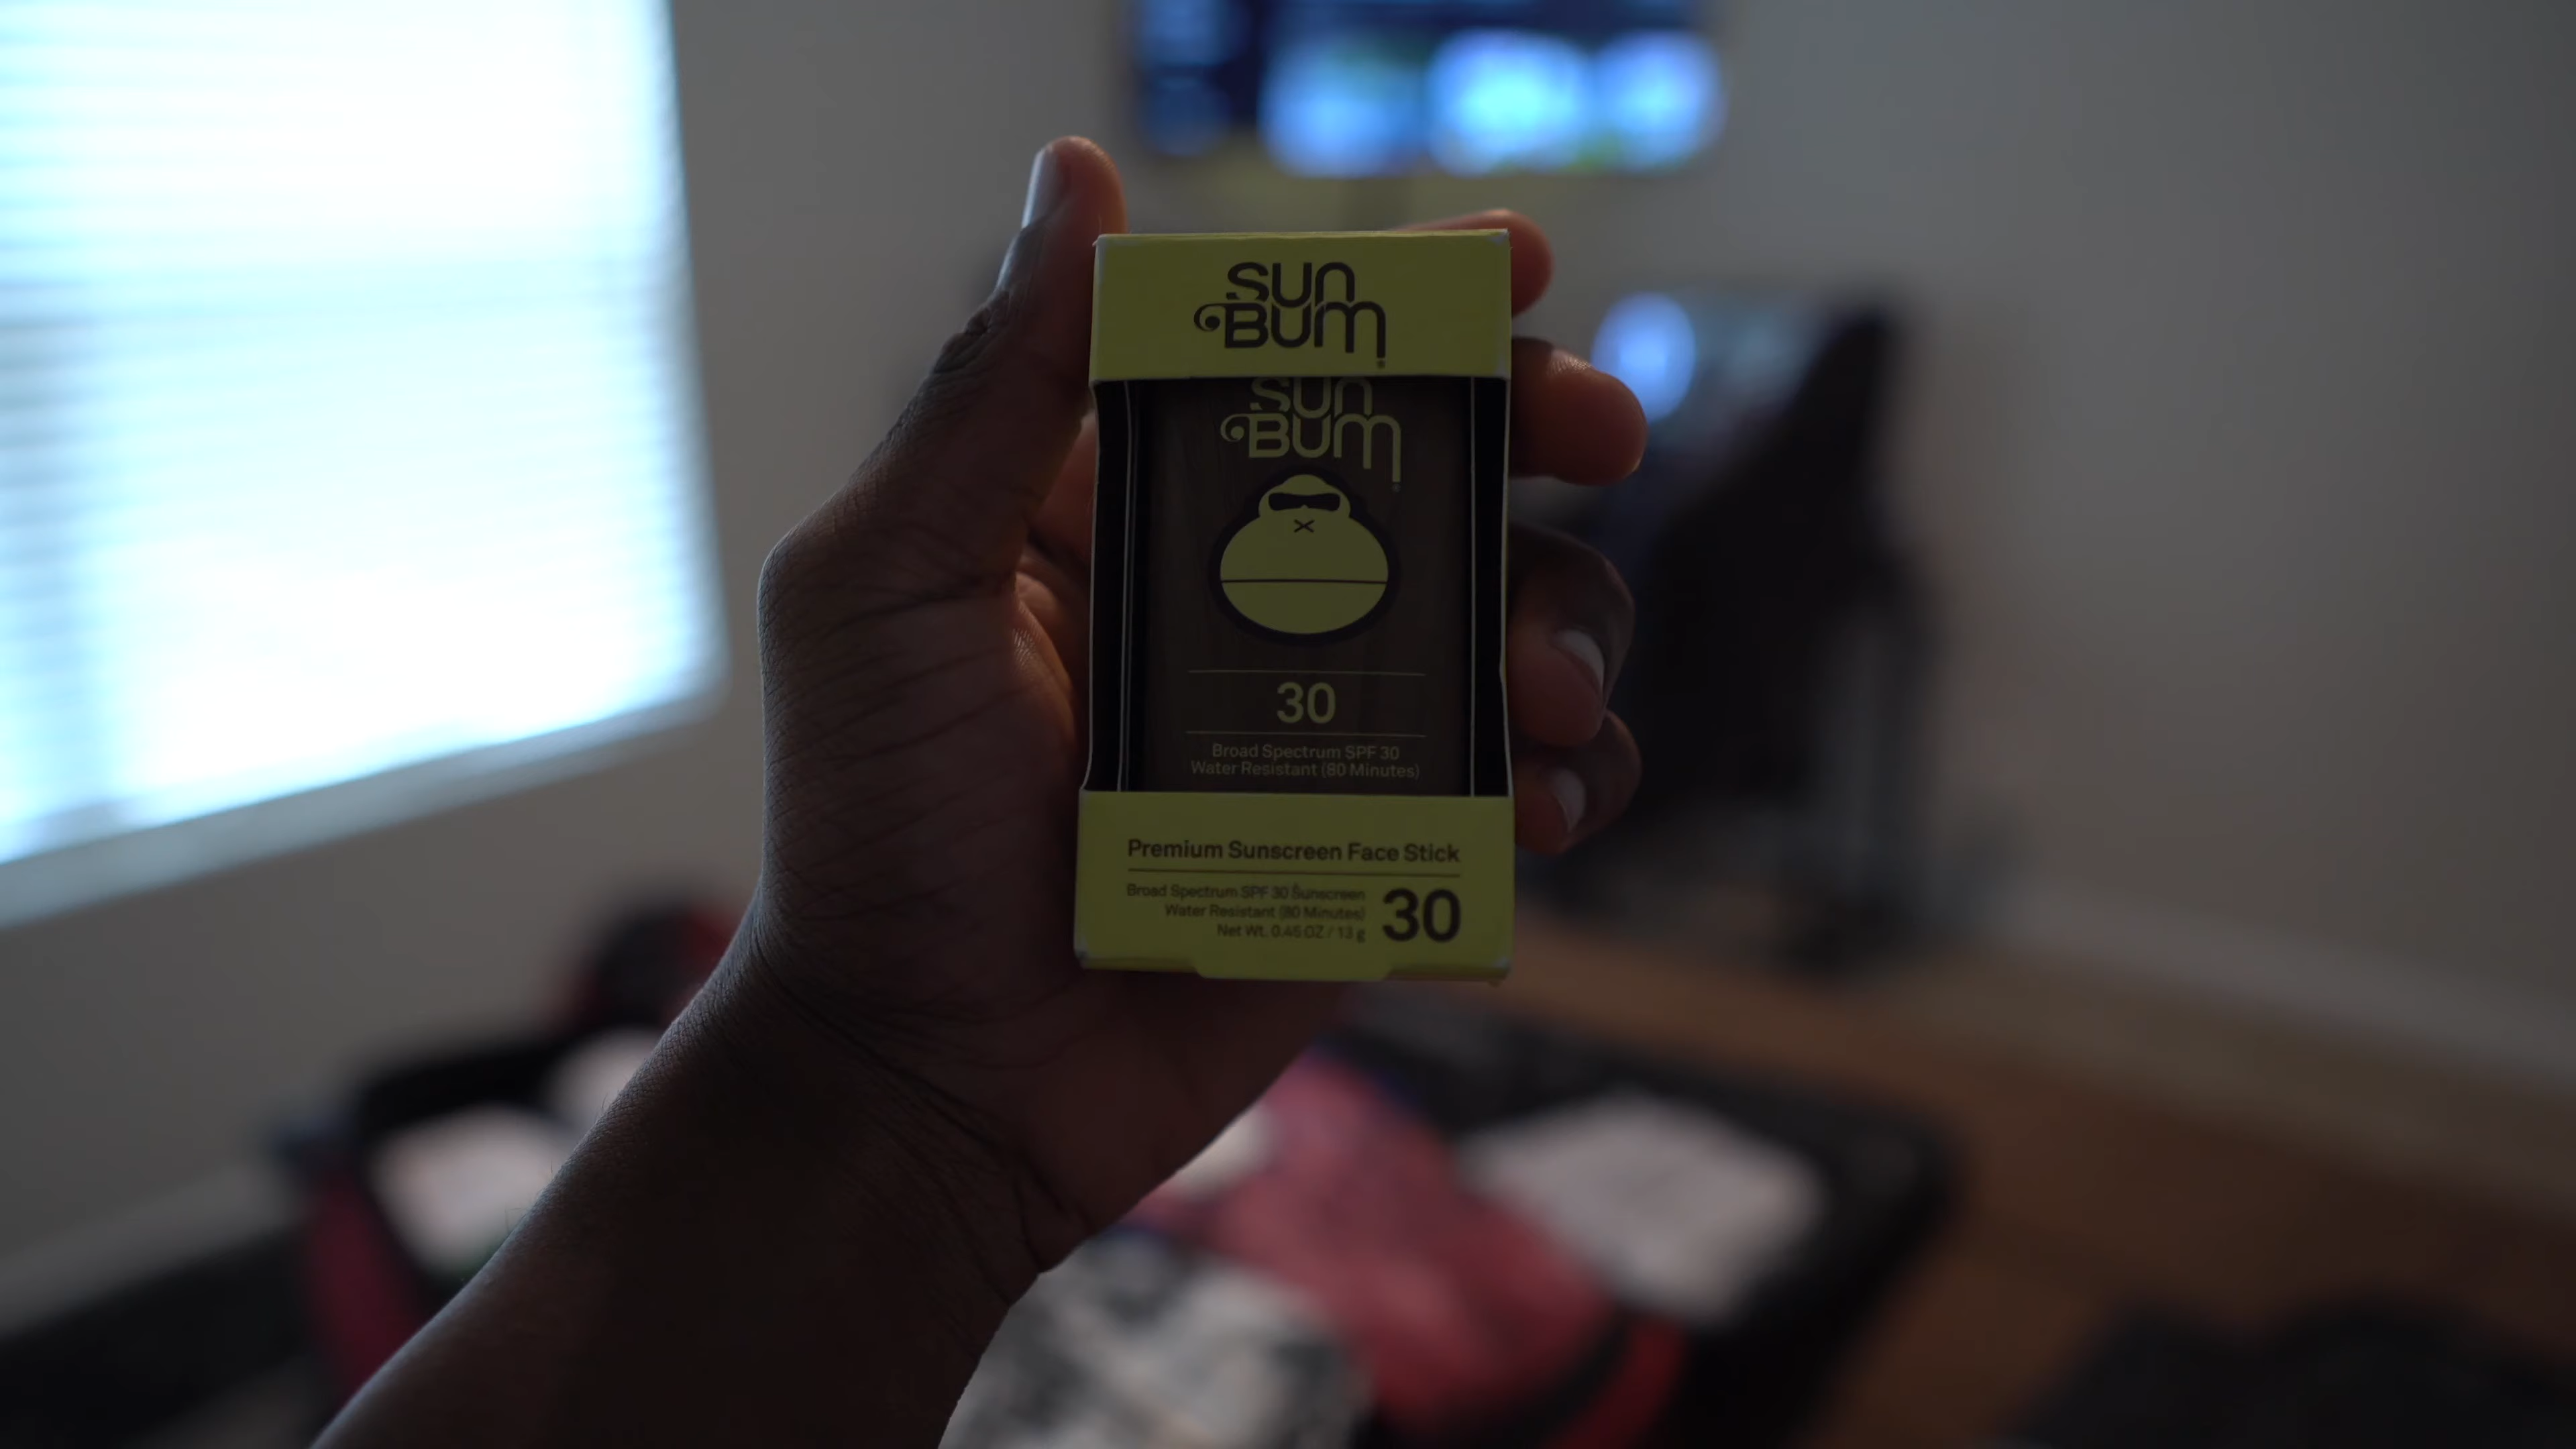 SUN
BUM
SUN
BUM
30
Broad Spectrum SPF 30
Water Resistant (80 Minutes)
Premium Sunscreen Face Stick
Broad Spectrum SPF 30 Sunscreen
Water Resistant (80 Minutes)
Net Wt. 0.45 OZ / 13 g
30